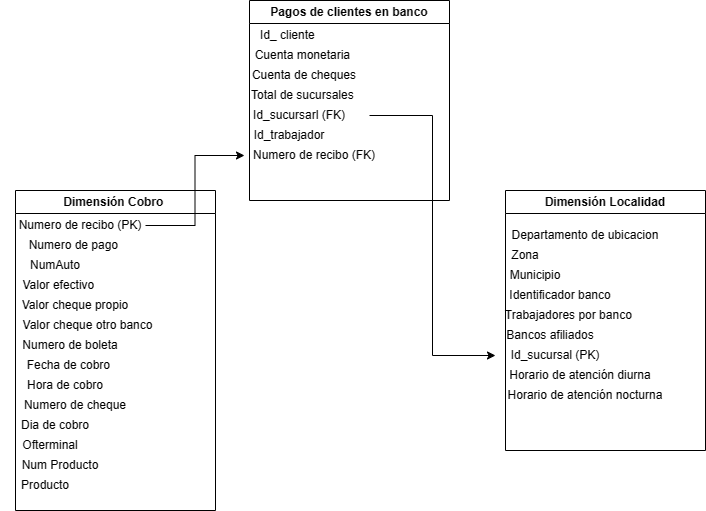 Pagos de clientes en banco
Id_ cliente
Cuenta monetaria
Cuenta de cheques
Total de sucursales
Id_sucursarl (FK)
Id_trabajador
Numero de recibo (FK)
Dimensión Cobro
Numero de recibo (PK)
Numero de pago
NumAuto
Valor efectivo
Valor cheque propio
Valor cheque otro banco
Numero de boleta
Fecha de cobro
Hora de cobro
Numero de cheque
Dia de cobro
Ofterminal
Num Producto
Producto
Dimensión Localidad
Departamento de ubicacion
Zona
Municipio
Identificador banco
Trabajadores por banco
Bancos afiliados
Id_sucursal (PK)
Horario de atención diurna
Horario de atención nocturna